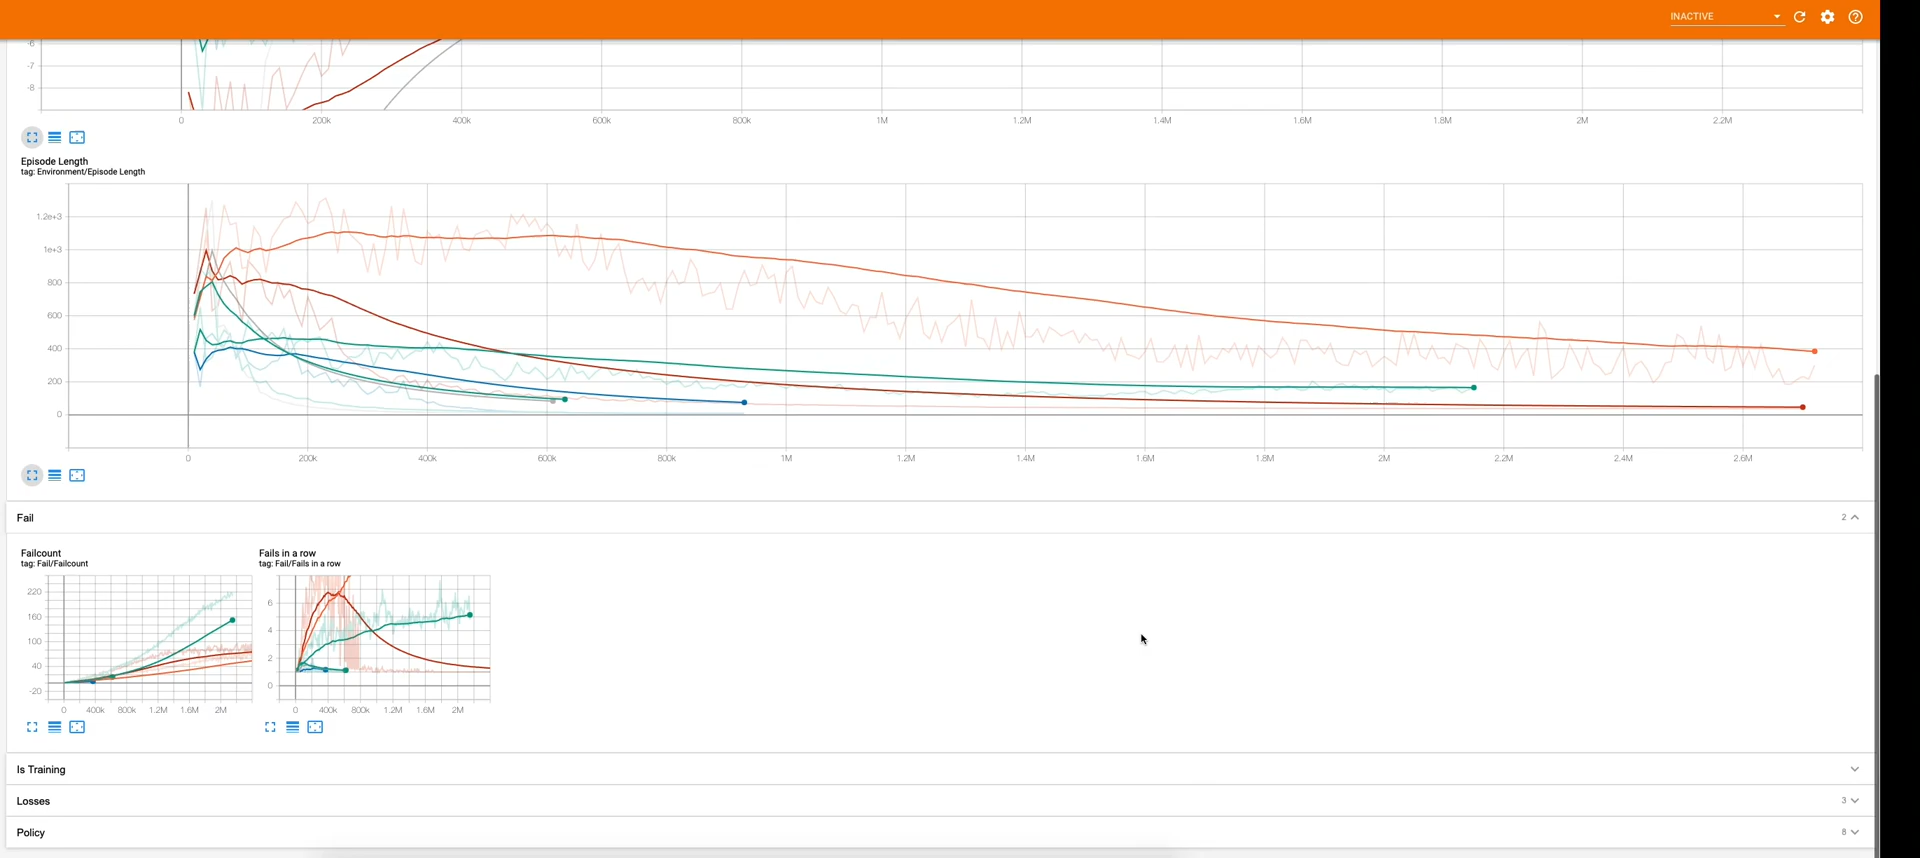 INACTIVE
-6
-7
-8
0 200k 400k 600k 800k 1M 1.2M 1.4M 1.6M 1.8M 2M 2.2M
Episode Length
tag: Environment/Episode Length
1.2e+3
1e+3
800
600
400
200
0
0 200k 400k 600k 800k 1M 1.2M 1.4M 1.6M 1.8M 2M 2.2M 2.4M 2.6M
Fail 2
Failcount
tag: Fail/Failcount
220
160
100
40
-20
0 400k 800k 1.2M 1.6M 2M
Fails in a row
tag: Fail/Fails in a row
6
4
2
0
0 400k 800k 1.2M 1.6M 2M
Is Training
Losses 3
Policy 8